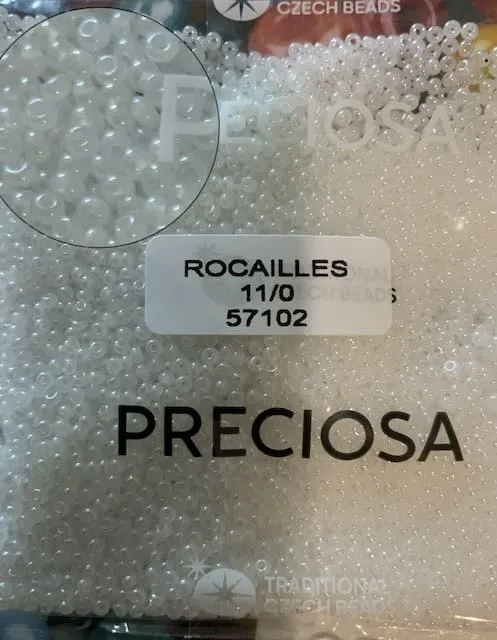 CZECH BEADS
PRECIOSA
ROCAILLES
11/0
57102
PRECIOSA
TRADITIONAL
CZECH BEADS